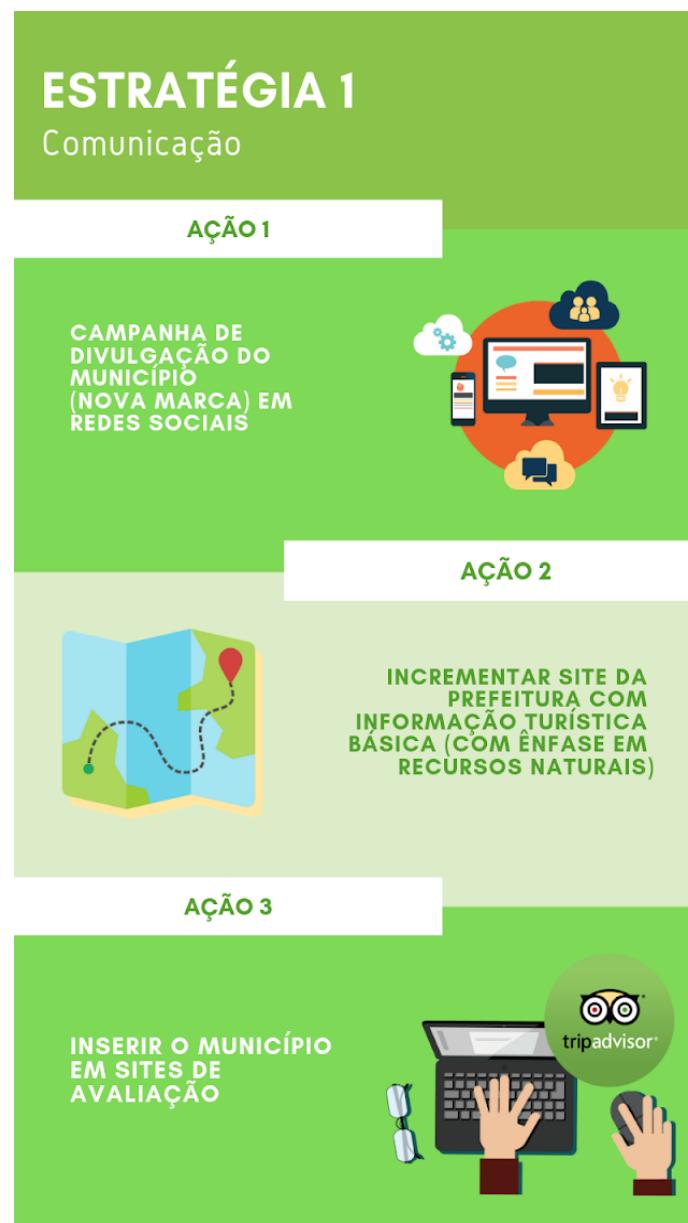 ESTRATÉGIA 1
Comunicação
AÇÃO 1
CAMPANHA DE
DIVULGAÇÃO DO
MUNICÍPIO
(NOVA MARCA) EM
REDES SOCIAIS
AÇÃO 2
INCREMENTAR SITE DA
PREFEITURA COM
INFORMAÇÃO TURÍSTICA
BÁSICA (COM ÊNFASE EM
RECURSOS NATURAIS)
AÇÃO 3
INSERIR O MUNICÍPIO
EM SITES DE
AVALIAÇÃO
tripadvisor®